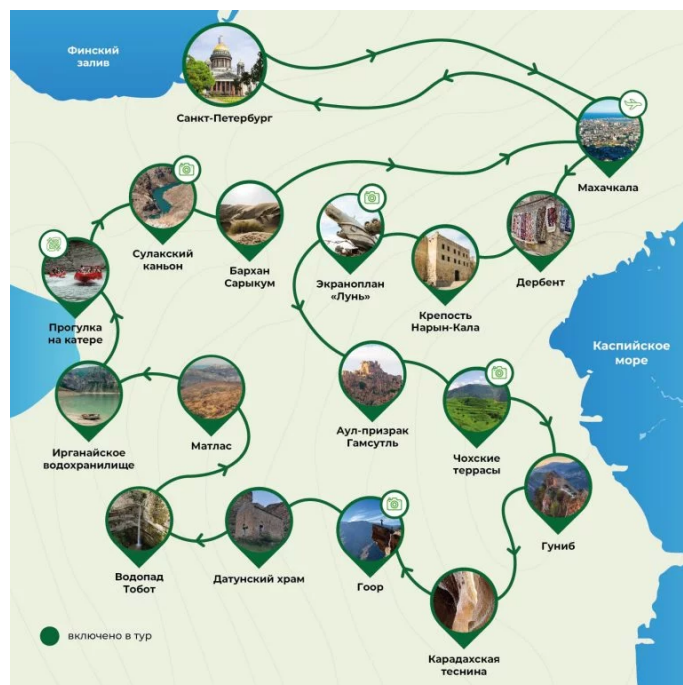 Финский
залив
Санкт-Петербург
Махачкала
Сулакский
каньон
Бархан
Сарыкум
Экраноплан
«Лунь»
Крепость
Нарын-Кала
Дербент
Прогулка
на катере
Каспийское
море
Ирганайское
водохранилище
Матлас
Аул-призрак
Гамсутль
Чохские
террасы
Гуниб
Водопад
Тобот
Датунский храм
Гоор
Карадахская
теснина
включено в тур